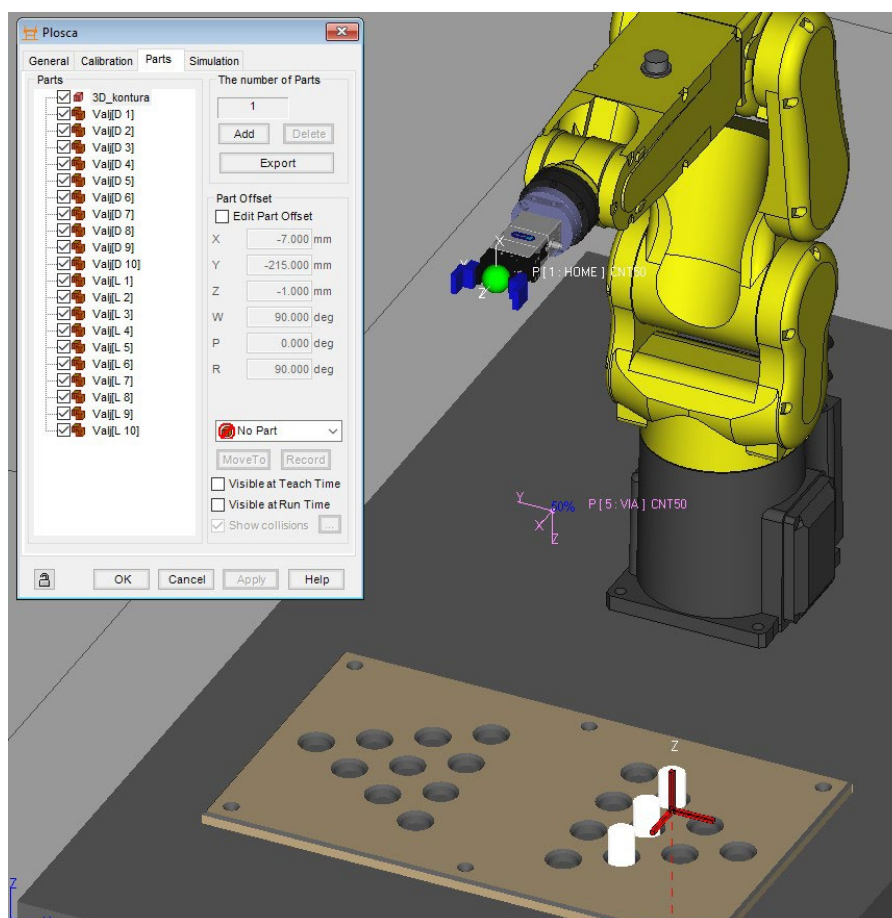 Plosca
General Calibration Parts Simulation
Parts
3D_kontura
Valj[D 1]
Valj[D 2]
Valj[D 3]
Valj[D 4]
Valj[D 5]
Valj[D 6]
Valj[D 7]
Valj[D 8]
Valj[D 9]
Valj[D 10]
Valj[L 1]
Valj[L 2]
Valj[L 3]
Valj[L 4]
Valj[L 5]
Valj[L 6]
Valj[L 7]
Valj[L 8]
Valj[L 9]
Valj[L 10]
The number of Parts
1
Add Delete
Export
Part Offset
Edit Part Offset
X -7.000 mm
Y -215.000 mm
Z -1.000 mm
W 90.000 deg
P 0.000 deg
R 90.000 deg
No Part
MoveTo Record
Visible at Teach Time
Visible at Run Time
Show collisions ...
OK Cancel Apply Help
X
Y
Z
P[1:HOME] CNT50
Y
X
Z
50% P[5:VIA] CNT50
Z
Z